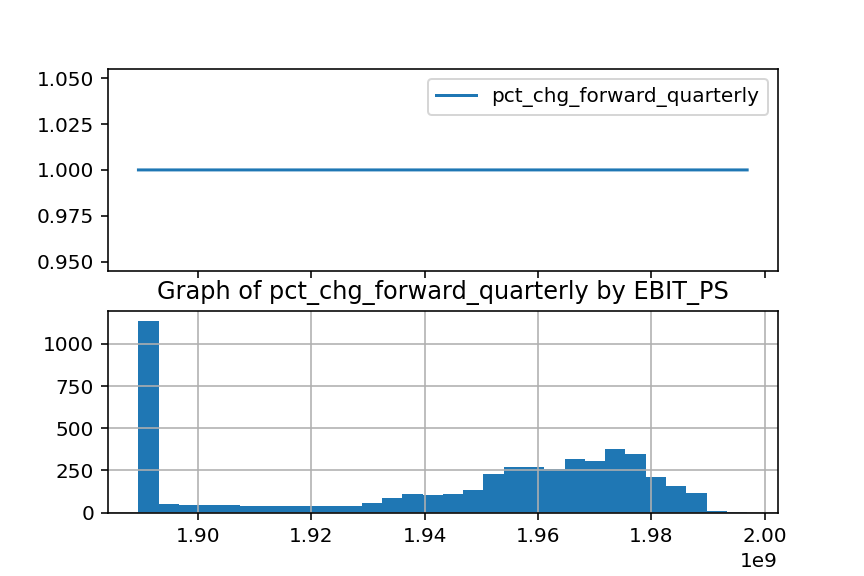 1.050
pct_chg_forward_quarterly
1.025
1.000
0.975
0.950
Graph of pct_chg_forward_quarterly by EBIT_PS
1000
750
500
250
0
1.90 1.92 1.94 1.96 1.98 2.00
1e9